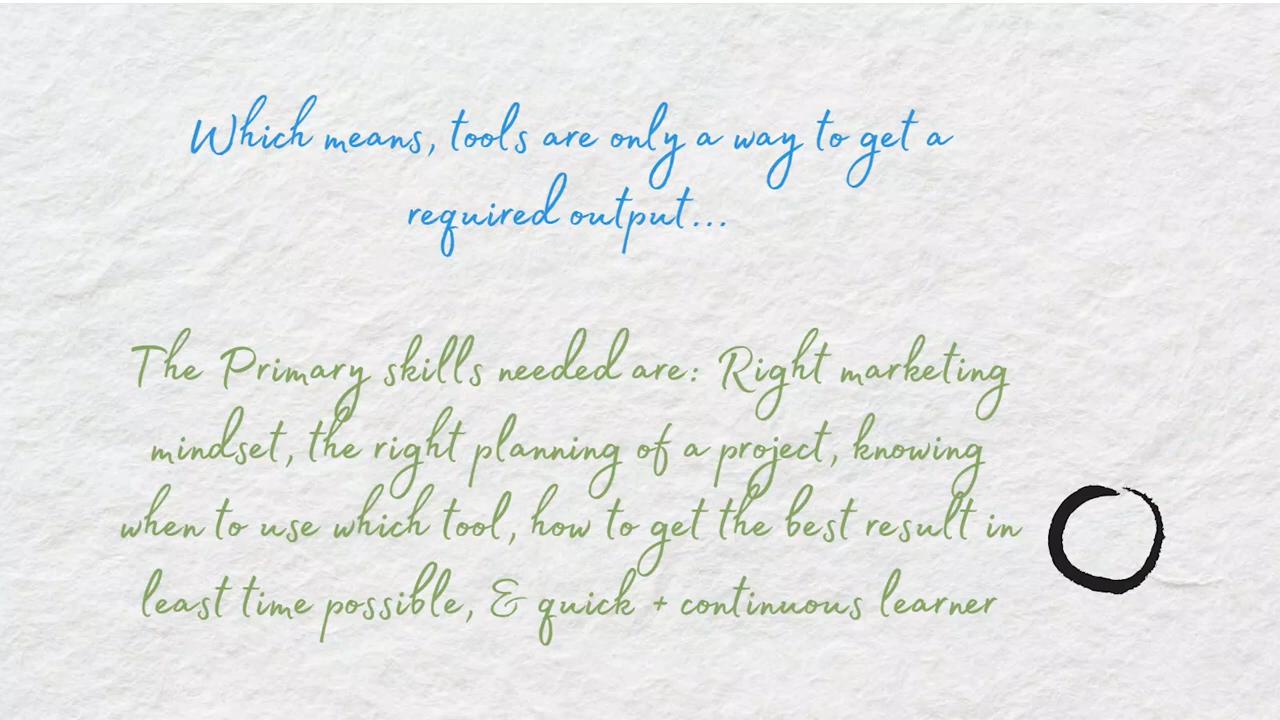 Which means, tools are only a way to get a
required output...
The Primary skills needed are: Right marketing
mindset, the right planning of a project, knowing
when to use which tool, how to get the best result in
least time possible, & quick + continuous learner